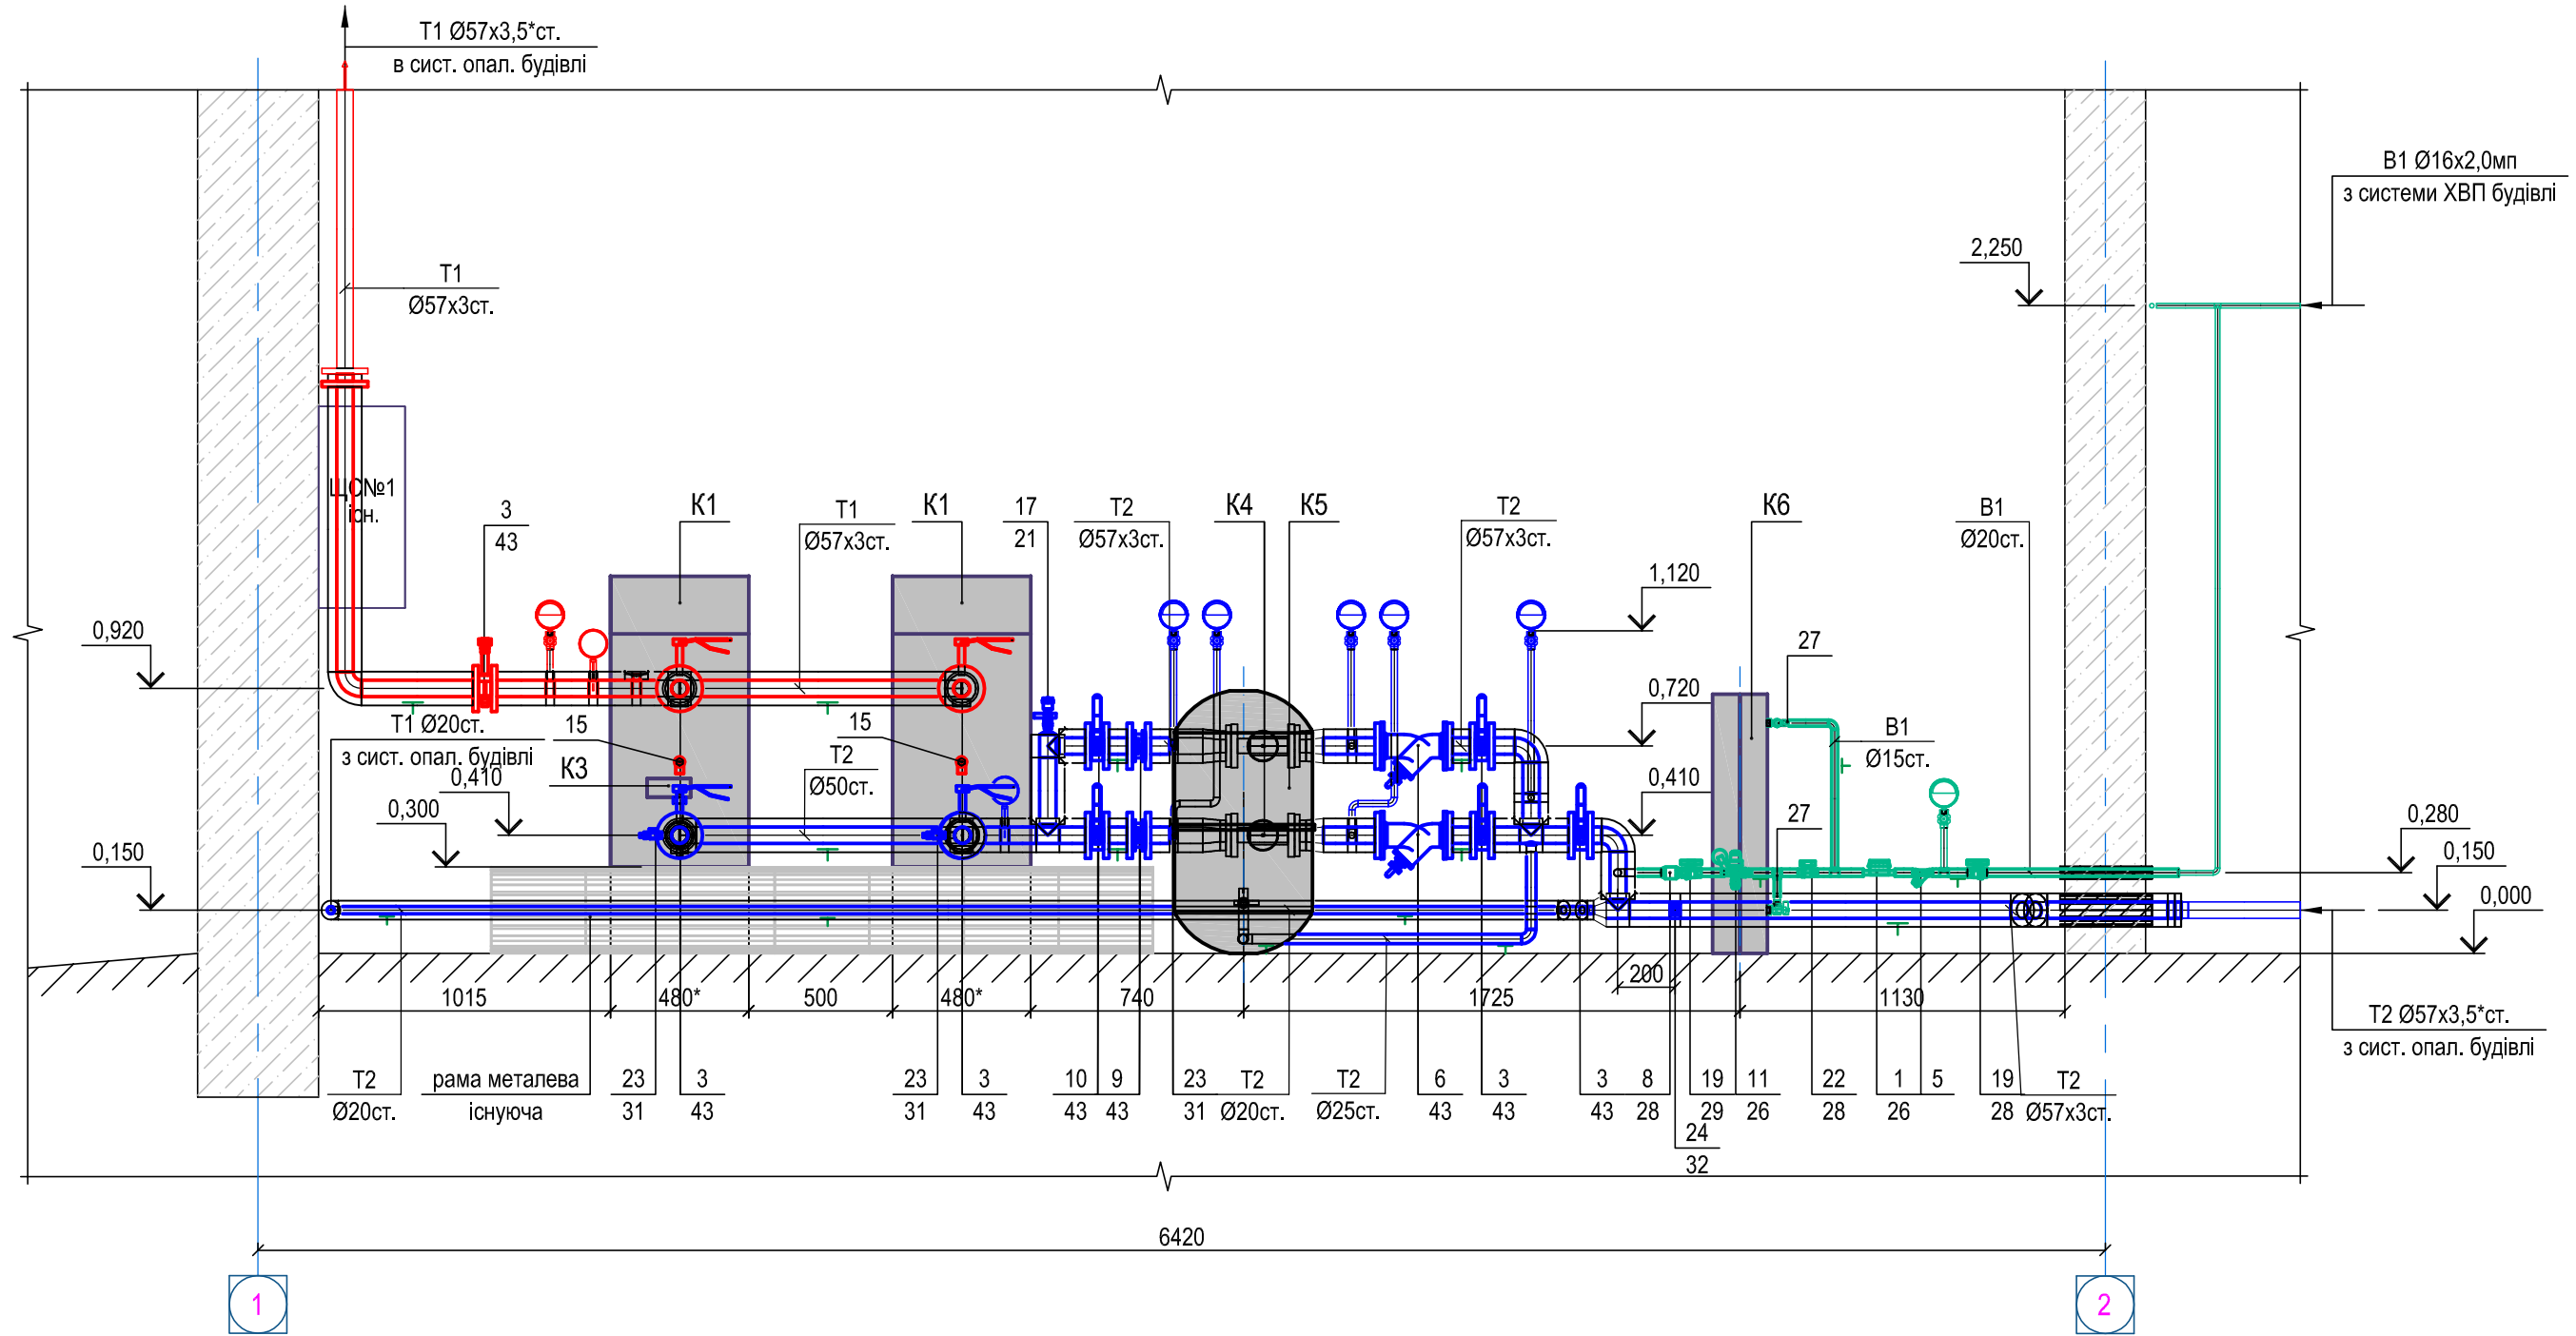 Т1 Ø57х3,5*ст.
в сист. опал. будівлі
В1 Ø16х2,0мп
з системи ХВП будівлі
2,250
Т1
Ø57х3ст.
ЩС№1
існ.
3
43
К1
Т1
Ø57х3ст.
К1
17
21
Т2
Ø57х3ст.
К4
К5
Т2
Ø57х3ст.
К6
В1
Ø20ст.
1,120
0,920
27
0,720
Т1 Ø20ст.
з сист. опал. будівлі
15
15
В1
Ø15ст.
К3
Т2
Ø50ст.
0,410
0,410
0,300
27
0,280
0,150
0,150
0,000
200
1015
480*
500
480*
740
1725
1130
Т2 Ø57х3,5*ст.
з сист. опал. будівлі
Т2
Ø20ст.
рама металева
існуюча
23
31
3
43
23
31
3
43
10
43
9
43
23
31
Т2
Ø20ст.
Т2
Ø25ст.
6
43
3
43
3
43
8
28
19
29
11
26
22
28
1
26
5
19
28
Т2
Ø57х3ст.
24
32
6420
1
2